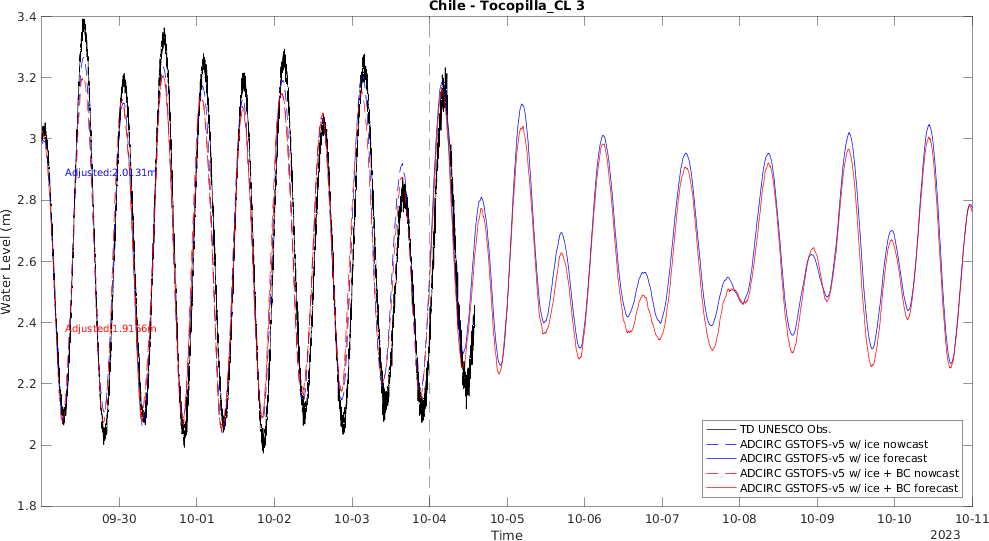 Chile - Tocopilla_CL 3
3.4
3.2
3
2.8
2.6
2.4
2.2
2
1.8
Water Level (m)
Adjusted:2.0131m
Adjusted:1.9166m
TD UNESCO Obs.
ADCIRC GSTOFS-v5 w/ ice nowcast
ADCIRC GSTOFS-v5 w/ ice forecast
ADCIRC GSTOFS-v5 w/ ice + BC nowcast
ADCIRC GSTOFS-v5 w/ ice + BC forecast
09-30 10-01 10-02 10-03 10-04 10-05 10-06 10-07 10-08 10-09 10-10 10-11
Time
2023